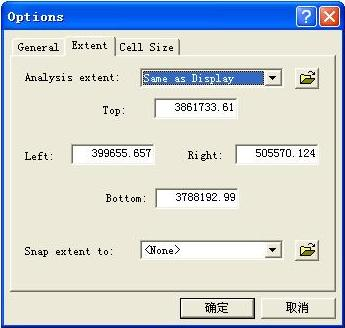 Options
General Extent Cell Size
Analysis extent: Same as Display
Top: 3861733.61
Left: 399655.657 Right: 505570.124
Bottom: 3788192.99
Snap extent to: <None>
确定 取消